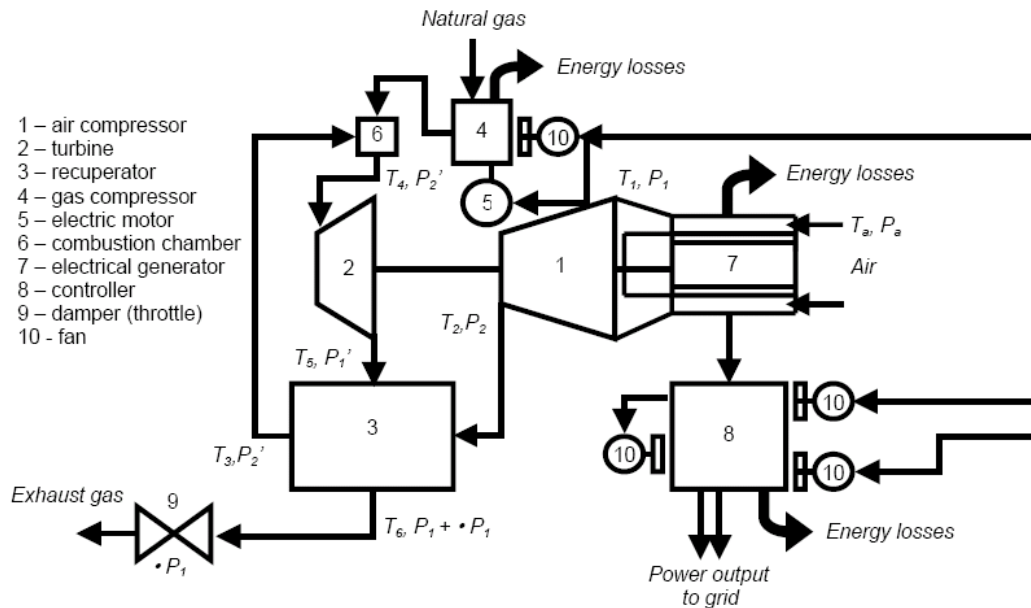 Natural gas
Energy losses
1 – air compressor
2 – turbine
3 – recuperator
4 – gas compressor
5 – electric motor
6 – combustion chamber
7 – electrical generator
8 – controller
9 – damper (throttle)
10 - fan
6
4
10
T4, P2'
5
T1, P1
Energy losses
Ta, Pa
Air
2
1
7
T5, P1'
T2,P2
3
10
8
10
10
T3,P2'
Exhaust gas
9
T6, P1 + • P1
• P1
Energy losses
Power output
to grid